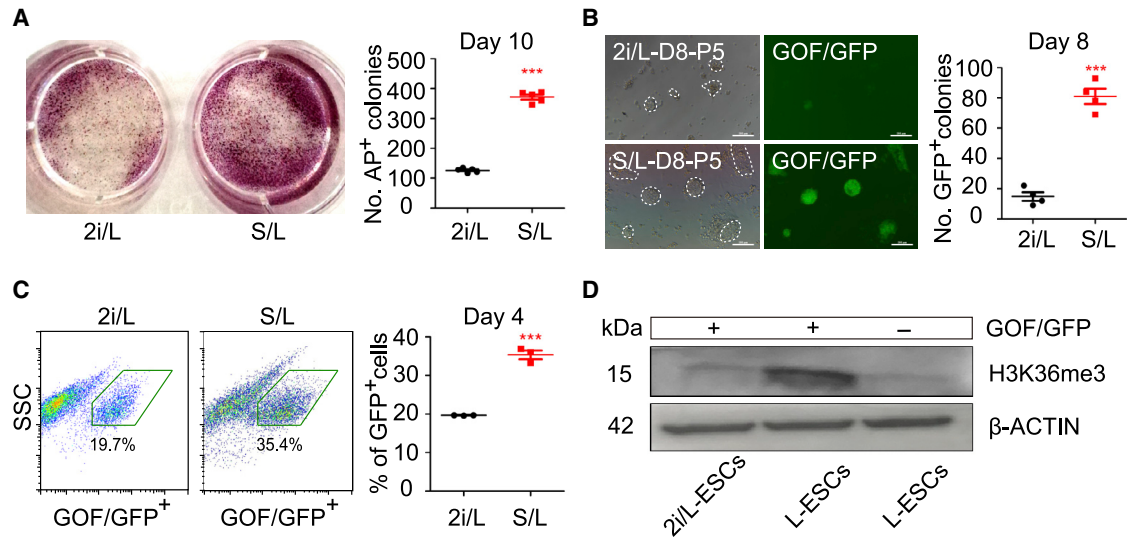 A
2i/L
S/L
Day 10
No. AP+ colonies
500
400
300
200
100
0
***
2i/L
S/L
B
2i/L-D8-P5
GOF/GFP
S/L-D8-P5
GOF/GFP
Day 8
No. GFP+colonies
100
80
60
40
20
0
***
2i/L
S/L
C
2i/L
S/L
SSC
19.7%
35.4%
GOF/GFP+
GOF/GFP+
Day 4
% of GFP+cells
40
30
20
10
0
***
2i/L
S/L
D
kDa
+
+
–
GOF/GFP
15
H3K36me3
42
β-ACTIN
2i/L-ESCs
L-ESCs
L-ESCs